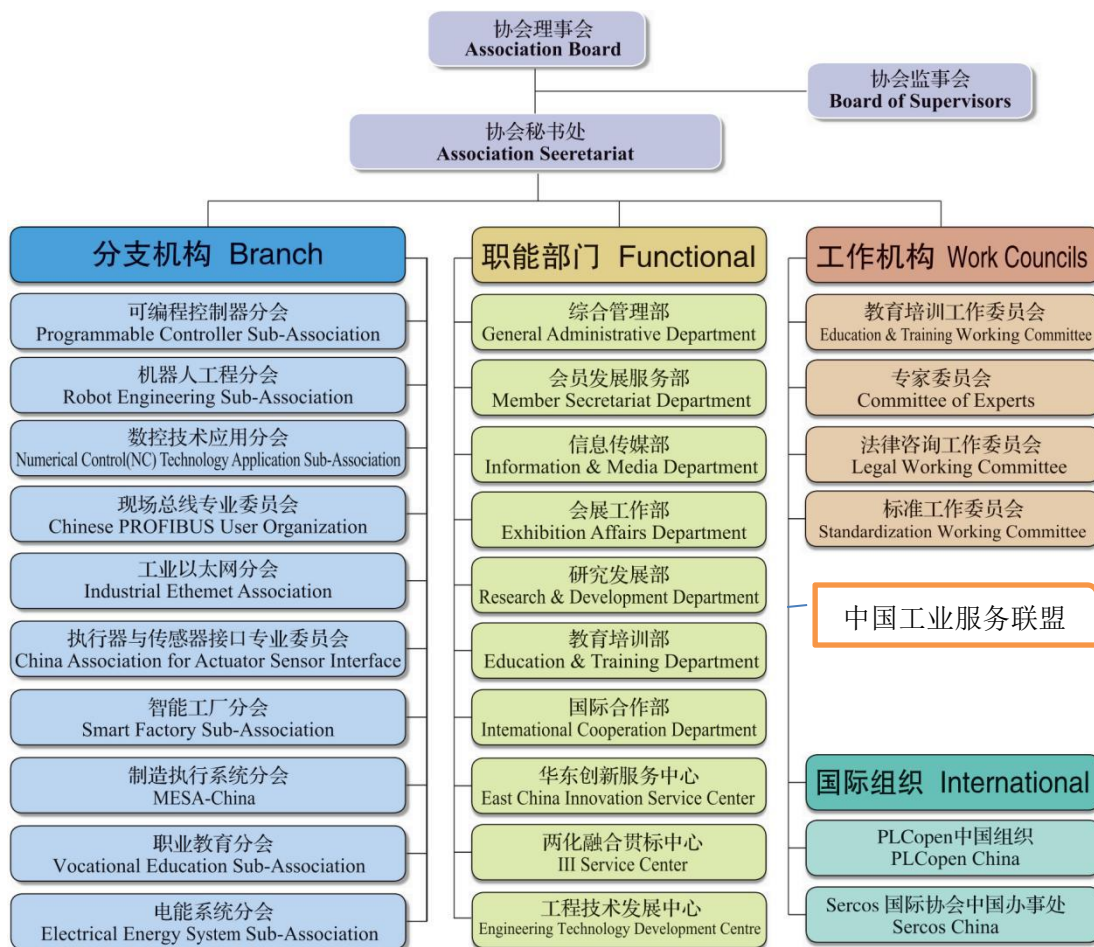 协会理事会
Association Board
协会监事会
Board of Supervisors
协会秘书处
Association Seeretariat
分支机构 Branch
可编程控制器分会
Programmable Controller Sub-Association
机器人工程分会
Robot Engineering Sub-Association
数控技术应用分会
Numerical Control(NC) Technology Application Sub-Association
现场总线专业委员会
Chinese PROFIBUS User Organization
工业以太网分会
Industrial Ethemet Association
执行器与传感器接口专业委员会
China Association for Actuator Sensor Interface
智能工厂分会
Smart Factory Sub-Association
制造执行系统分会
MESA-China
职业教育分会
Vocational Education Sub-Association
电能系统分会
Electrical Energy System Sub-Association
职能部门 Functional
综合管理部
General Administrative Department
会员发展服务部
Member Secretariat Department
信息传媒部
Information & Media Department
会展工作部
Exhibition Affairs Department
研究发展部
Research & Development Department
教育培训部
Education & Training Department
国际合作部
International Cooperation Department
华东创新服务中心
East China Innovation Service Center
两化融合贯标中心
III Service Center
工程技术发展中心
Engineering Technology Development Centre
工作机构 Work Councils
教育培训工作委员会
Education & Training Working Committee
专家委员会
Committee of Experts
法律咨询工作委员会
Legal Working Committee
标准工作委员会
Standardization Working Committee
中国工业服务联盟
国际组织 International
PLCopen中国组织
PLCopen China
Sercos 国际协会中国办事处
Sercos China